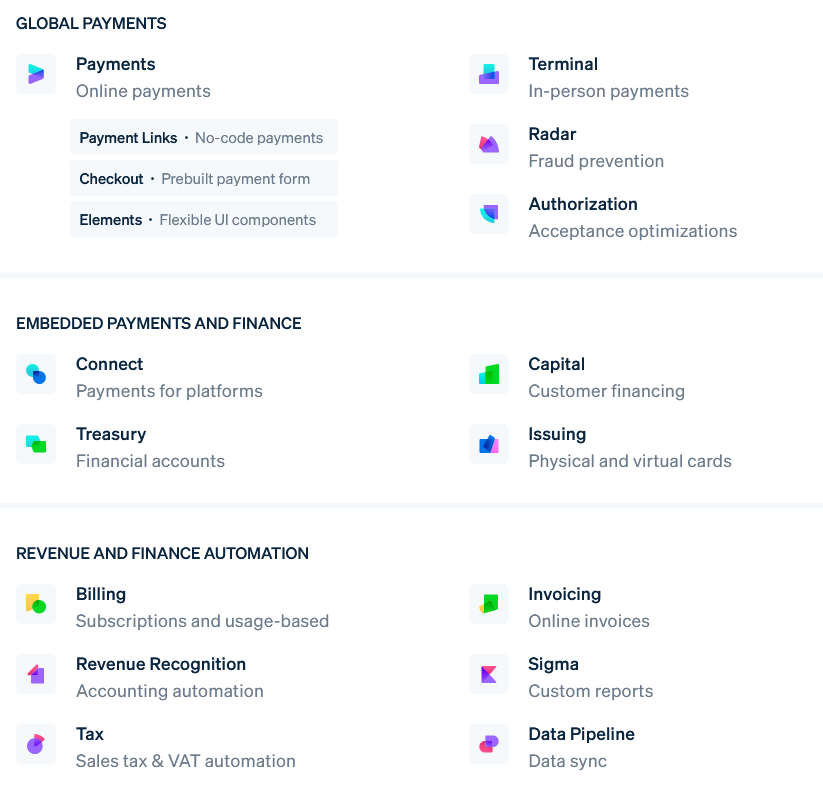 GLOBAL PAYMENTS
Payments
Online payments
Payment Links · No-code payments
Checkout · Prebuilt payment form
Elements · Flexible UI components
Terminal
In-person payments
Radar
Fraud prevention
Authorization
Acceptance optimizations
EMBEDDED PAYMENTS AND FINANCE
Connect
Payments for platforms
Treasury
Financial accounts
Capital
Customer financing
Issuing
Physical and virtual cards
REVENUE AND FINANCE AUTOMATION
Billing
Subscriptions and usage-based
Revenue Recognition
Accounting automation
Tax
Sales tax & VAT automation
Invoicing
Online invoices
Sigma
Custom reports
Data Pipeline
Data sync